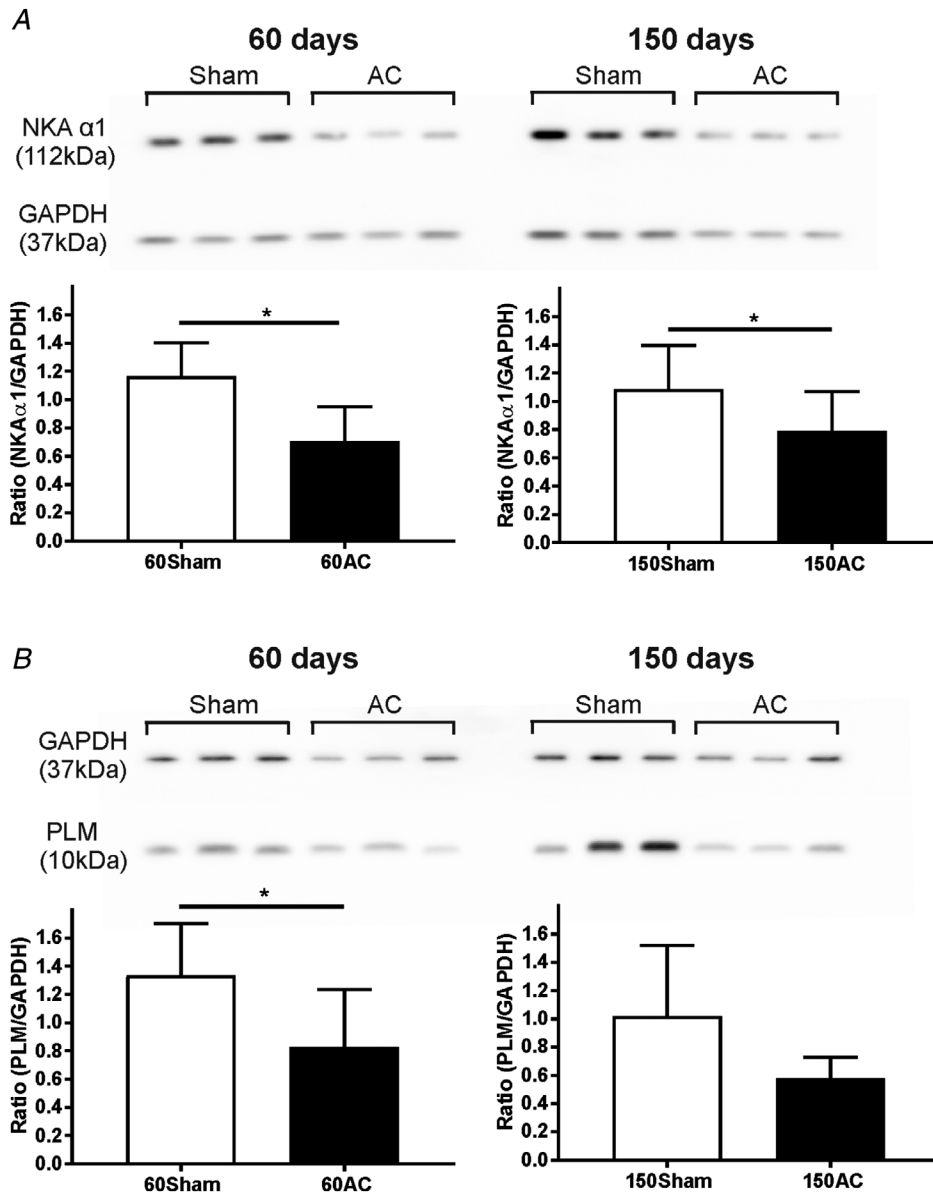 A
60 days
150 days
Sham
AC
Sham
AC
NKA α1
(112kDa)
GAPDH
(37kDa)
Ratio (NKAα1/GAPDH)
1.6
1.4
1.2
1.0
0.8
0.6
0.4
0.2
0.0
*
60Sham
60AC
Ratio (NKAα1/GAPDH)
1.6
1.4
1.2
1.0
0.8
0.6
0.4
0.2
0.0
*
150Sham
150AC
B
60 days
150 days
Sham
AC
Sham
AC
GAPDH
(37kDa)
PLM
(10kDa)
Ratio (PLM/GAPDH)
1.6
1.4
1.2
1.0
0.8
0.6
0.4
0.2
0.0
*
60Sham
60AC
Ratio (PLM/GAPDH)
1.6
1.4
1.2
1.0
0.8
0.6
0.4
0.2
0.0
150Sham
150AC